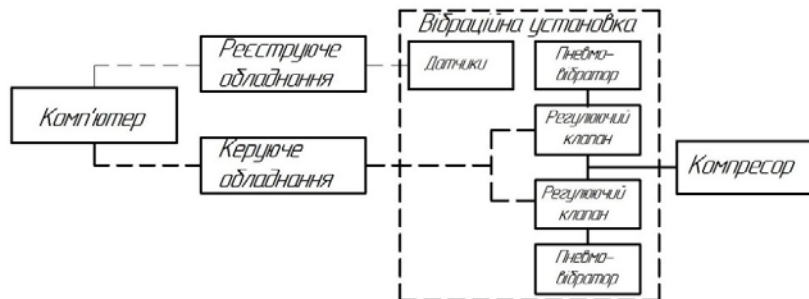 Вібраційна установка
Реєструюче
обладнання
Датчики
Пневмо-
вібратор
Комп'ютер
Регулюючий
клапан
Керуюче
обладнання
Компресор
Регулюючий
клапан
Пневмо-
вібратор